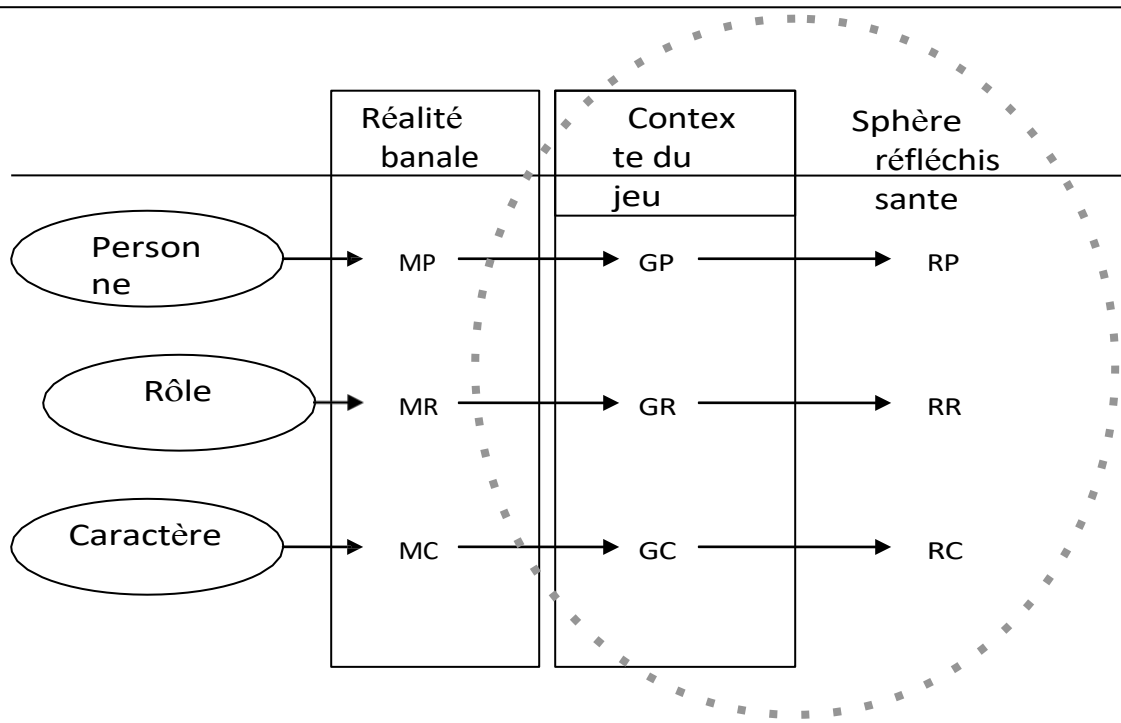 Réalité
banale
Contex
te du
jeu
Sphère
réfléchis
sante
Person
ne
MP
GP
RP
Rôle
MR
GR
RR
Caractère
MC
GC
RC